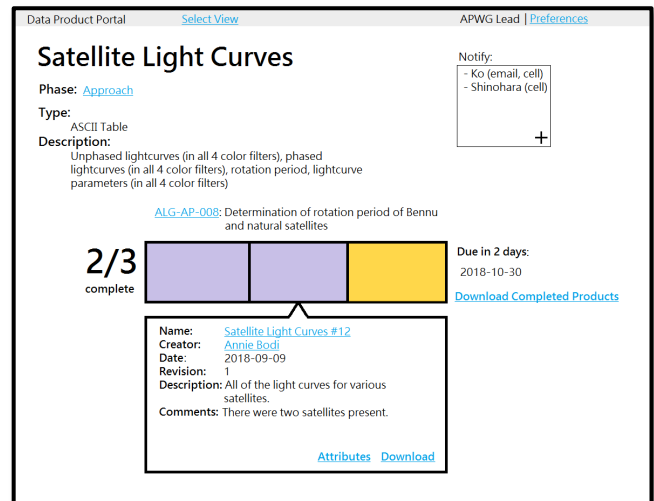 Data Product Portal Select View APWG Lead | Preferences
Satellite Light Curves
Notify:
- Ko (email, cell)
- Shinohara (cell)
+
Phase: Approach
Type:
ASCII Table
Description:
Unphased lightcurves (in all 4 color filters), phased
lightcurves (in all 4 color filters), rotation period, lightcurve
parameters (in all 4 color filters)
ALG-AP-008: Determination of rotation period of Bennu
and natural satellites
2/3
complete
Due in 2 days:
2018-10-30
Download Completed Products
Name: Satellite Light Curves #12
Creator: Annie Bodi
Date: 2018-09-09
Revision: 1
Description: All of the light curves for various
satellites.
Comments: There were two satellites present.
Attributes Download